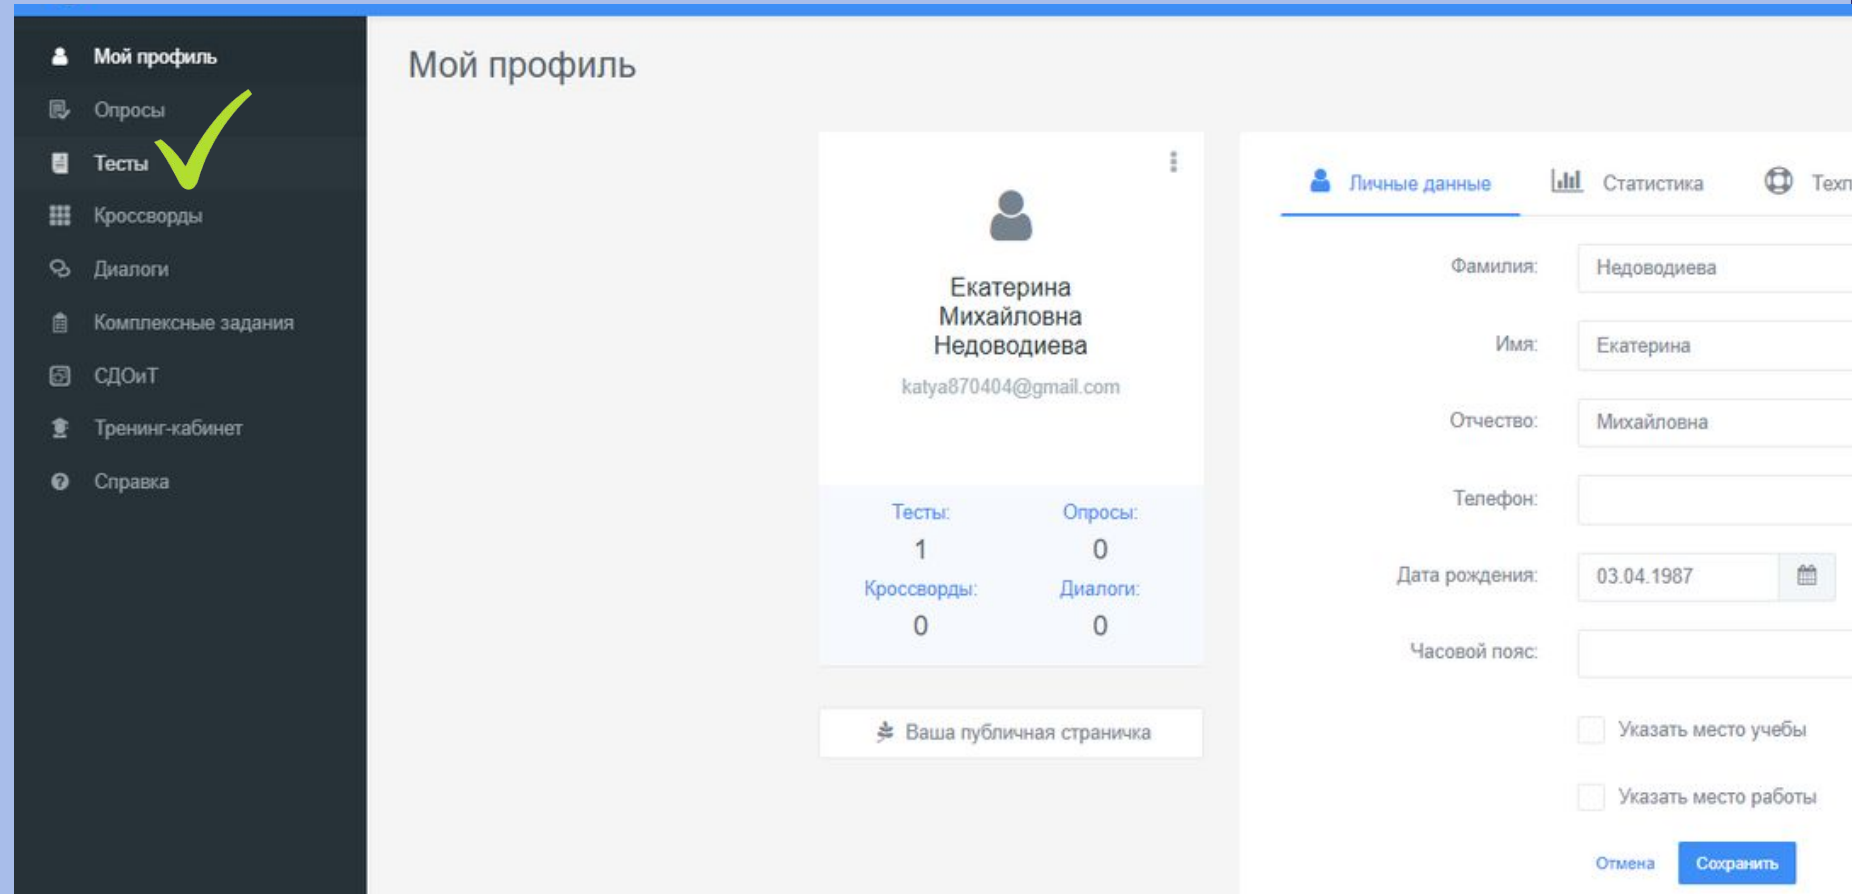 Мой профиль
Опросы
Тесты
Кроссворды
Диалоги
Комплексные задания
СДОиТ
Тренинг-кабинет
Справка
Мой профиль
Екатерина
Михайловна
Недоводиева
katya870404@gmail.com
Тесты: Опросы:
1 0
Кроссворды: Диалоги:
0 0
Ваша публичная страничка
Личные данные Статистика Техп
Фамилия: Недоводиева
Имя: Екатерина
Отчество: Михайловна
Телефон:
Дата рождения: 03.04.1987
Часовой пояс:
Указать место учебы
Указать место работы
Отмена Сохранить